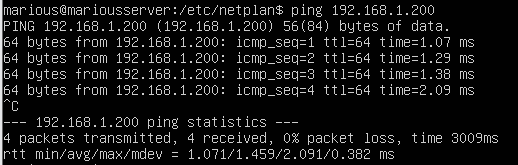 marious@mariousserver:/etc/netplan$ ping 192.168.1.200
PING 192.168.1.200 (192.168.1.200) 56(84) bytes of data.
64 bytes from 192.168.1.200: icmp_seq=1 ttl=64 time=1.07 ms
64 bytes from 192.168.1.200: icmp_seq=2 ttl=64 time=1.29 ms
64 bytes from 192.168.1.200: icmp_seq=3 ttl=64 time=1.38 ms
64 bytes from 192.168.1.200: icmp_seq=4 ttl=64 time=2.09 ms
^C
--- 192.168.1.200 ping statistics ---
4 packets transmitted, 4 received, 0% packet loss, time 3009ms
rtt min/avg/max/mdev = 1.071/1.459/2.091/0.382 ms